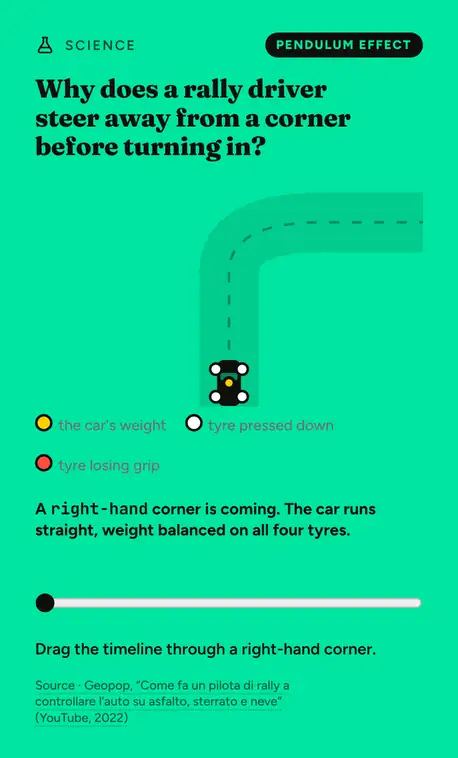 SCIENCE
PENDULUM EFFECT
Why does a rally driver
steer away from a corner
before turning in?
the car's weight
tyre pressed down
tyre losing grip
A right-hand corner is coming. The car runs
straight, weight balanced on all four tyres.
Drag the timeline through a right-hand corner.
Source · Geopop, “Come fa un pilota di rally a
controllare l'auto su asfalto, sterrato e neve”
(YouTube, 2022)